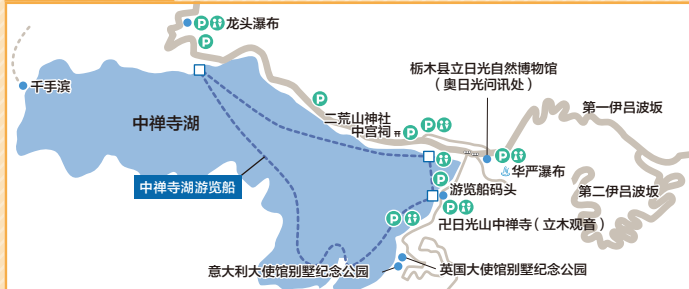 P P 龙头瀑布
P
千手滨
中禅寺湖
中禅寺湖游览船
P
二荒山神社
中宫祠
P P
栃木县立日光自然博物馆
（奥日光问讯处）
第一伊吕波坂
P
华严瀑布
第二伊吕波坂
P
游览船码头
P
P
卍日光山中禅寺（立木观音）
意大利大使馆别墅纪念公园
英国大使馆别墅纪念公园